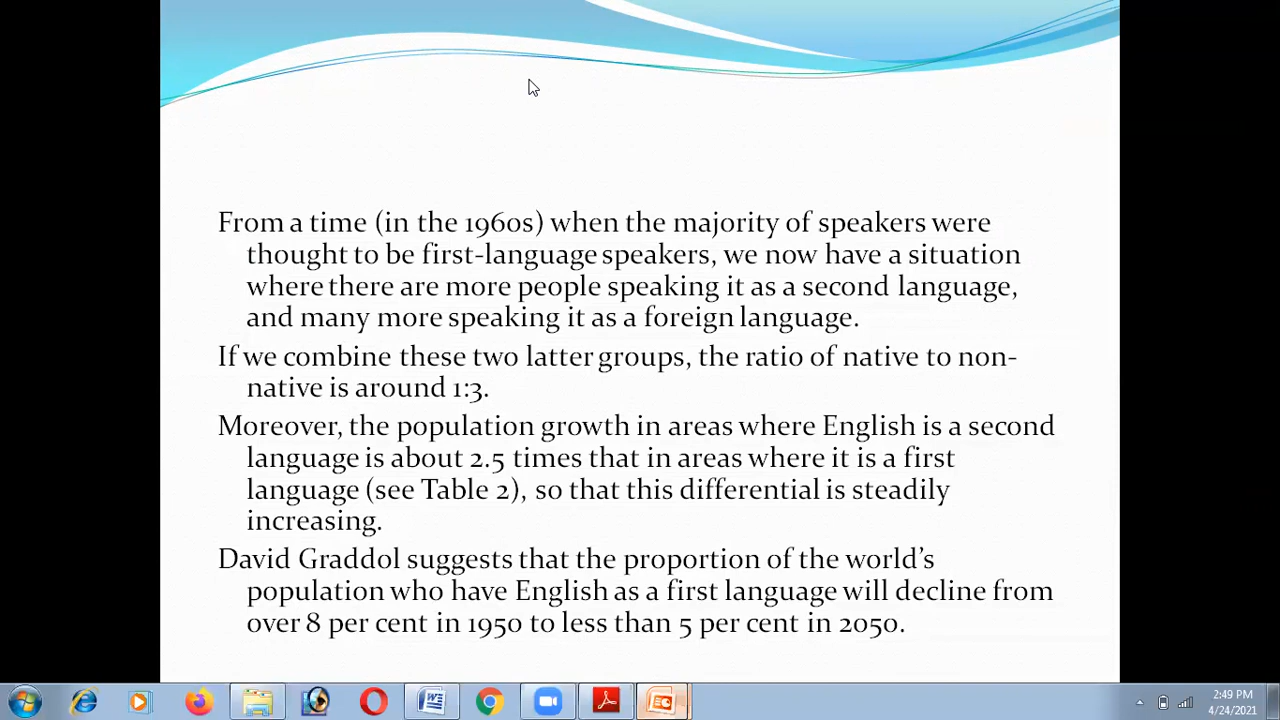 From a time (in the 1960s) when the majority of speakers were
thought to be first-language speakers, we now have a situation
where there are more people speaking it as a second language,
and many more speaking it as a foreign language.
If we combine these two latter groups, the ratio of native to non-
native is around 1:3.
Moreover, the population growth in areas where English is a second
language is about 2.5 times that in areas where it is a first
language (see Table 2), so that this differential is steadily
increasing.
David Graddol suggests that the proportion of the world’s
population who have English as a first language will decline from
over 8 per cent in 1950 to less than 5 per cent in 2050.
2:49 PM
4/24/2021